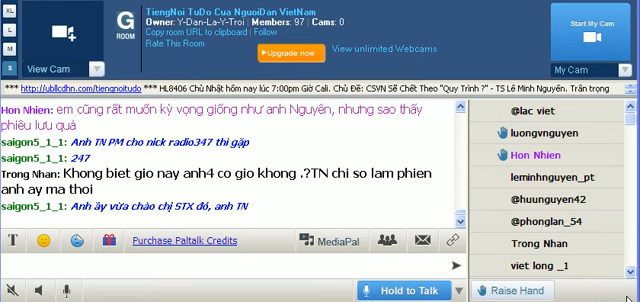 XL
L
M
S
View Cam
G
ROOM
TiengNoi TuDo Cua NguoiDan VietNam
Owner: Y-Dan-La-Y-Troi | Members: 97 | Cams: 0
Copy room URL to clipboard | Follow
Rate This Room
Upgrade now
View unlimited Webcams
Start My Cam
My Cam
*** http://ubllcdhn.com/tiengnoitudo *** HL8406 Chủ Nhật hôm nay lúc 7:00pm Giờ Cali. Chủ Đề: CSVN Sẽ Chết Theo "Quy Trình ?" - TS Lê Minh Nguyên. Trân trọng
Hon Nhien: em cũng rất muốn kỳ vọng giống như anh Nguyên, nhưng sao thấy
phiêu lưu quá
saigon5_1_1: Anh TN PM cho nick radio347 thì gặp
saigon5_1_1: 247
Trong Nhan: Khong biet gio nay anh4 co gio khong .?TN chi so lam phien
anh ay ma thoi
saigon5_1_1: Anh ấy vừa chào chị STX đó, anh TN
@lac viet
luongvnguyen
Hon Nhien
leminhnguyen_pt
@huunguyen42
@phonglan_54
Trong Nhan
viet long _1
T
Purchase Paltalk Credits
MediaPal
Hold to Talk
Raise Hand